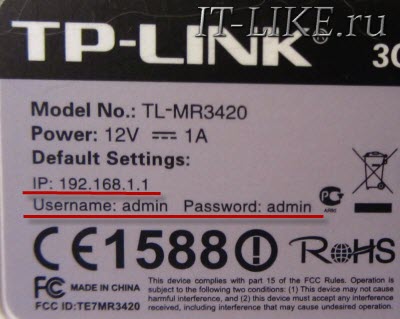 IT-LIKE.ru
TP-LINK
3G
Model No.: TL-MR3420
Power: 12V ⎓ 1A
Default Settings:
IP: 192.168.1.1
Username: admin Password: admin
CE1588
RoHS
FC MADE IN CHINA
FCC ID:TE7MR3420
This device complies with part 15 of the FCC Rules. Operation is
subject to the following two conditions: (1) This device may not cause
harmful interference, and (2) this device must accept any interference
received, including interference that may cause undesired operation.